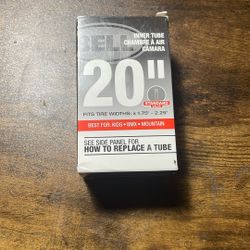 BELL
INNER TUBE
CHAMBRE À AIR
CÁMARA
20"
STANDARD
FITS TIRE WIDTHS: x 1.75" - 2.25"
BEST FOR: KIDS • BMX • MOUNTAIN
SEE SIDE PANEL FOR
HOW TO REPLACE A TUBE